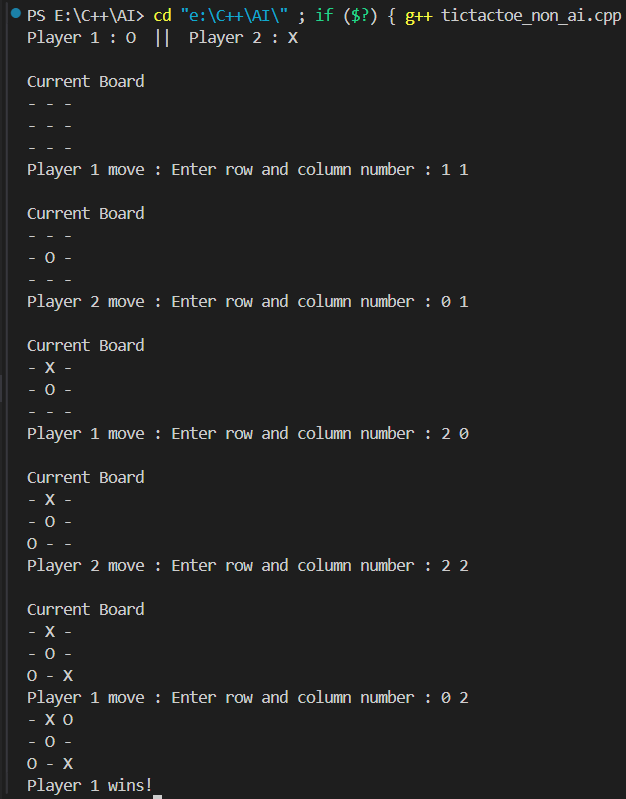 PS E:\C++\AI> cd "e:\C++\AI\" ; if ($?) { g++ tictactoe_non_ai.cpp
Player 1 : O  ||  Player 2 : X

Current Board
- - -
- - -
- - -
Player 1 move : Enter row and column number : 1 1

Current Board
- - -
- O -
- - -
Player 2 move : Enter row and column number : 0 1

Current Board
- X -
- O -
- - -
Player 1 move : Enter row and column number : 2 0

Current Board
- X -
- O -
O - -
Player 2 move : Enter row and column number : 2 2

Current Board
- X -
- O -
O - X
Player 1 move : Enter row and column number : 0 2
- X O
- O -
O - X
Player 1 wins!